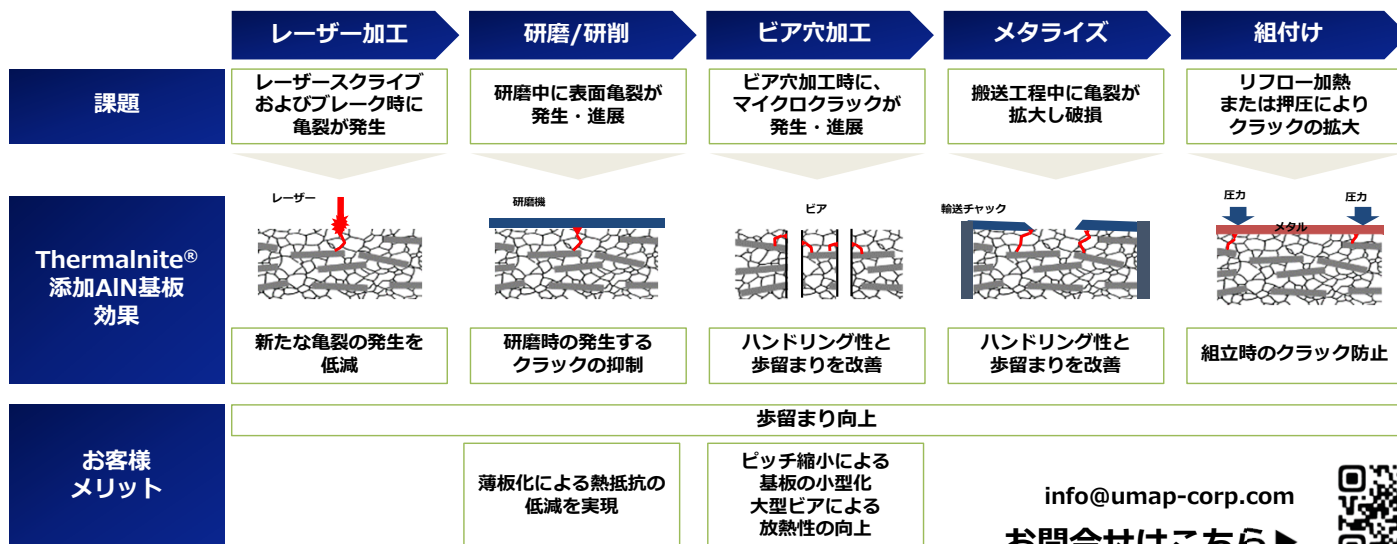 レーザー加工
研磨/研削
ビア穴加工
メタライズ
組付け
課題
レーザースクライブ
およびブレーク時に
亀裂が発生
研磨中に表面亀裂が
発生・進展
ビア穴加工時に、
マイクロクラックが
発生・進展
搬送工程中に亀裂が
拡大し破損
リフロー加熱
または押圧により
クラックの拡大
Thermalnite®
添加AlN基板
効果
レーザー
研磨機
ビア
輸送チャック
圧力
圧力
メタル
新たな亀裂の発生を
低減
研磨時の発生する
クラックの抑制
ハンドリング性と
歩留まりを改善
ハンドリング性と
歩留まりを改善
組立時のクラック防止
お客様
メリット
歩留まり向上
薄板化による熱抵抗の
低減を実現
ピッチ縮小による
基板の小型化
大型ビアによる
放熱性の向上
info@umap-corp.com
お問合せはこちら▶